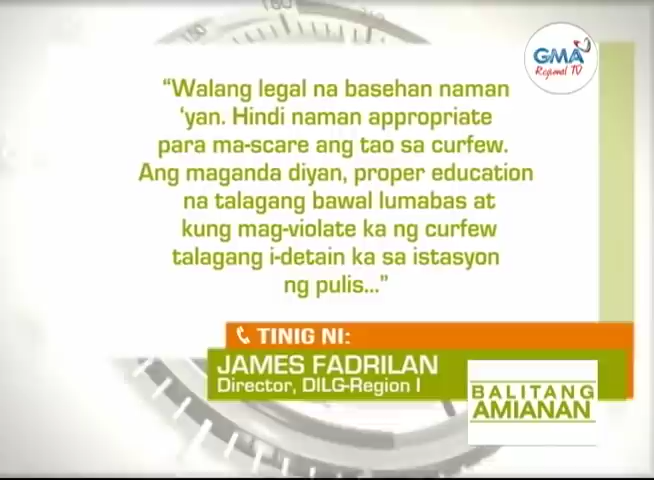 GMA
Regional TV
“Walang legal na basehan naman
‘yan. Hindi naman appropriate
para ma-scare ang tao sa curfew.
Ang maganda diyan, proper education
na talagang bawal lumabas at
kung mag-violate ka ng curfew
talagang i-detain ka sa istasyon
ng pulis...”
TINIG NI:
JAMES FADRILAN
Director, DILG-Region I
BALITANG
AMIANAN